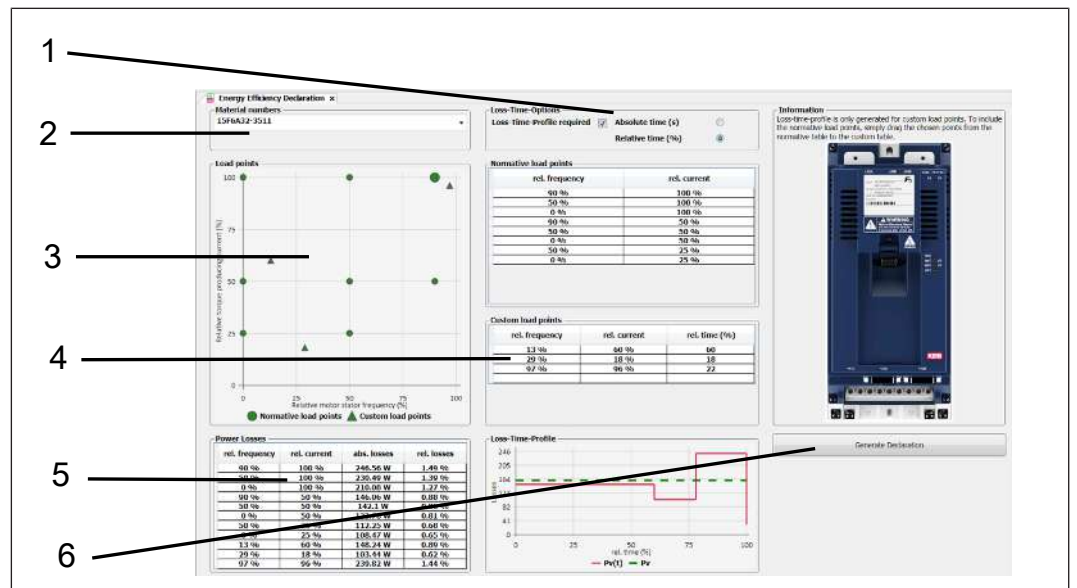 1
2
3
4
5
6
Energy Efficiency Declaration ×
Material numbers
15F6A32-3511
Loss-Time-Options
Loss-Time-Profile required Absolute time (s)
Relative time (%)
Information
Loss-time-profile is only generated for custom load points. To include
the normative load points, simply drag the chosen points from the
normative table to the custom table.
Load points
Relative torque producing current (%)
100
75
50
25
0
0 25 50 75 100
Relative motor stator frequency (%)
Normative load points Custom load points
Normative load points
rel. frequency rel. current
90 % 100 %
50 % 100 %
0 % 100 %
90 % 50 %
50 % 50 %
0 % 50 %
50 % 25 %
0 % 25 %
Custom load points
rel. frequency rel. current rel. time (%)
13 % 60 % 60
29 % 18 % 18
97 % 96 % 22
WARNING
KEB
Generate Declaration
Power Losses
rel. frequency rel. current abs. losses rel. losses
90 % 100 % 246.56 W 1.49 %
50 % 100 % 230.49 W 1.39 %
0 % 100 % 210.08 W 1.27 %
90 % 50 % 146.06 W 0.88 %
50 % 50 % 142.1 W
0 % 50 % 0.81 %
50 % 112.25 W 0.68 %
25 % 108.47 W 0.65 %
13 % 60 % 148.24 W 0.89 %
29 % 18 % 103.44 W 0.62 %
97 % 96 % 239.82 W 1.44 %
Loss-Time-Profile
246
205
164
82
41
0
0 25 50 75 100
rel. time (%)
Pv(t) Pv